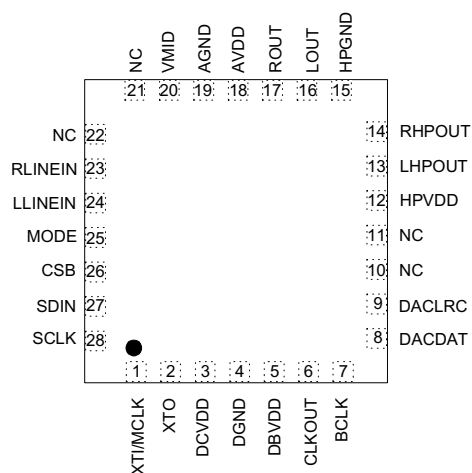 NC
VMID
AGND
AVDD
ROUT
LOUT
HPGND
21 20 19 18 17 16 15
NC 22
RLINEIN 23
LLINEIN 24
MODE 25
CSB 26
SDIN 27
SCLK 28
14 RHPOUT
13 LHPOUT
12 HPVDD
11 NC
10 NC
9 DACLRC
8 DACDAT
1 2 3 4 5 6 7
XTI/MCLK
XTO
DCVDD
DGND
DBVDD
CLKOUT
BCLK